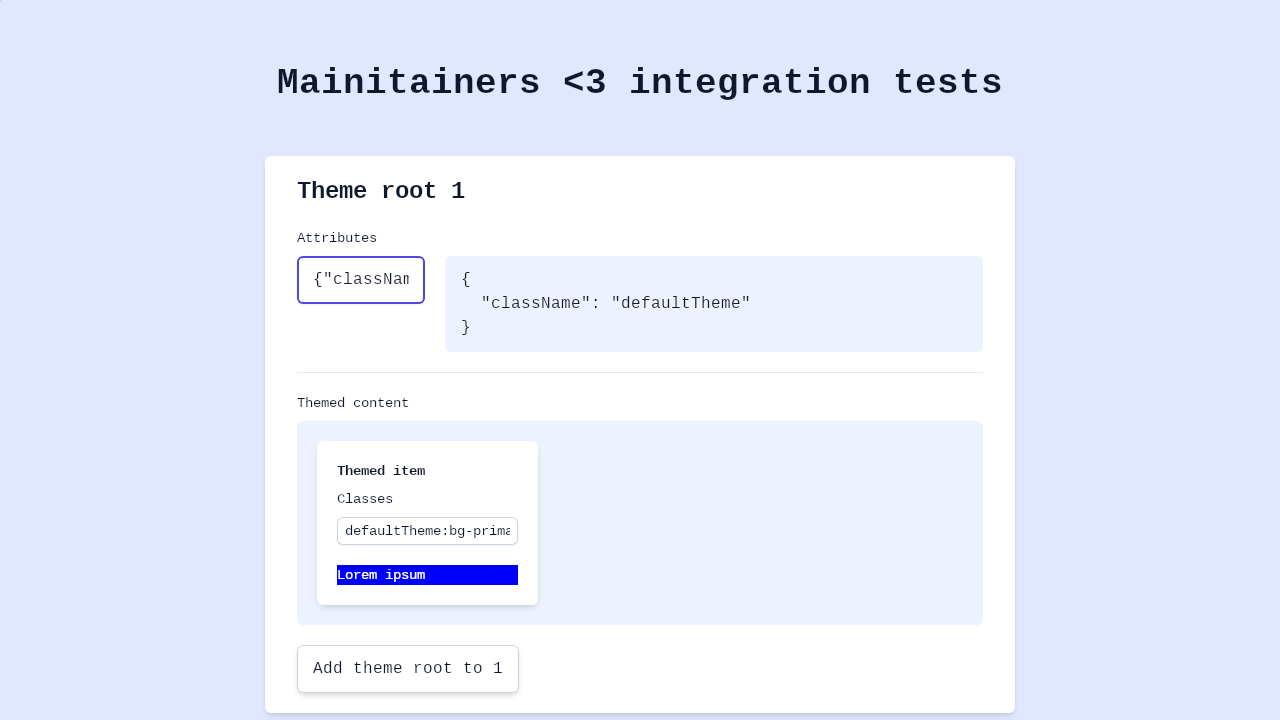 Mainitainers <3 integration tests
Theme root 1
Attributes
{"classNam
{
  "className": "defaultTheme"
}
Themed content
Themed item
Classes
defaultTheme:bg-prima
Lorem ipsum
Add theme root to 1